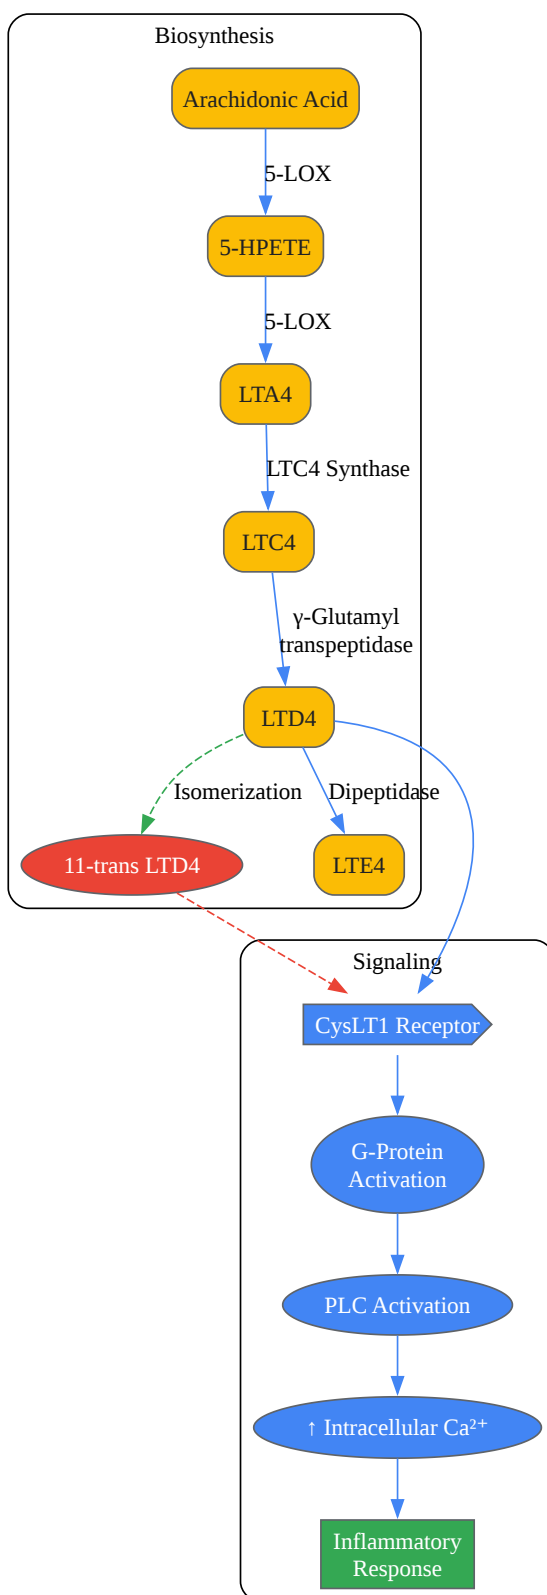 Biosynthesis
Arachidonic Acid
5-LOX
5-HPETE
5-LOX
LTA4
LTC4 Synthase
LTC4
γ-Glutamyl
transpeptidase
LTD4
Isomerization
Dipeptidase
11-trans LTD4
LTE4
Signaling
CysLT1 Receptor
G-Protein
Activation
PLC Activation
↑ Intracellular Ca²⁺
Inflammatory
Response